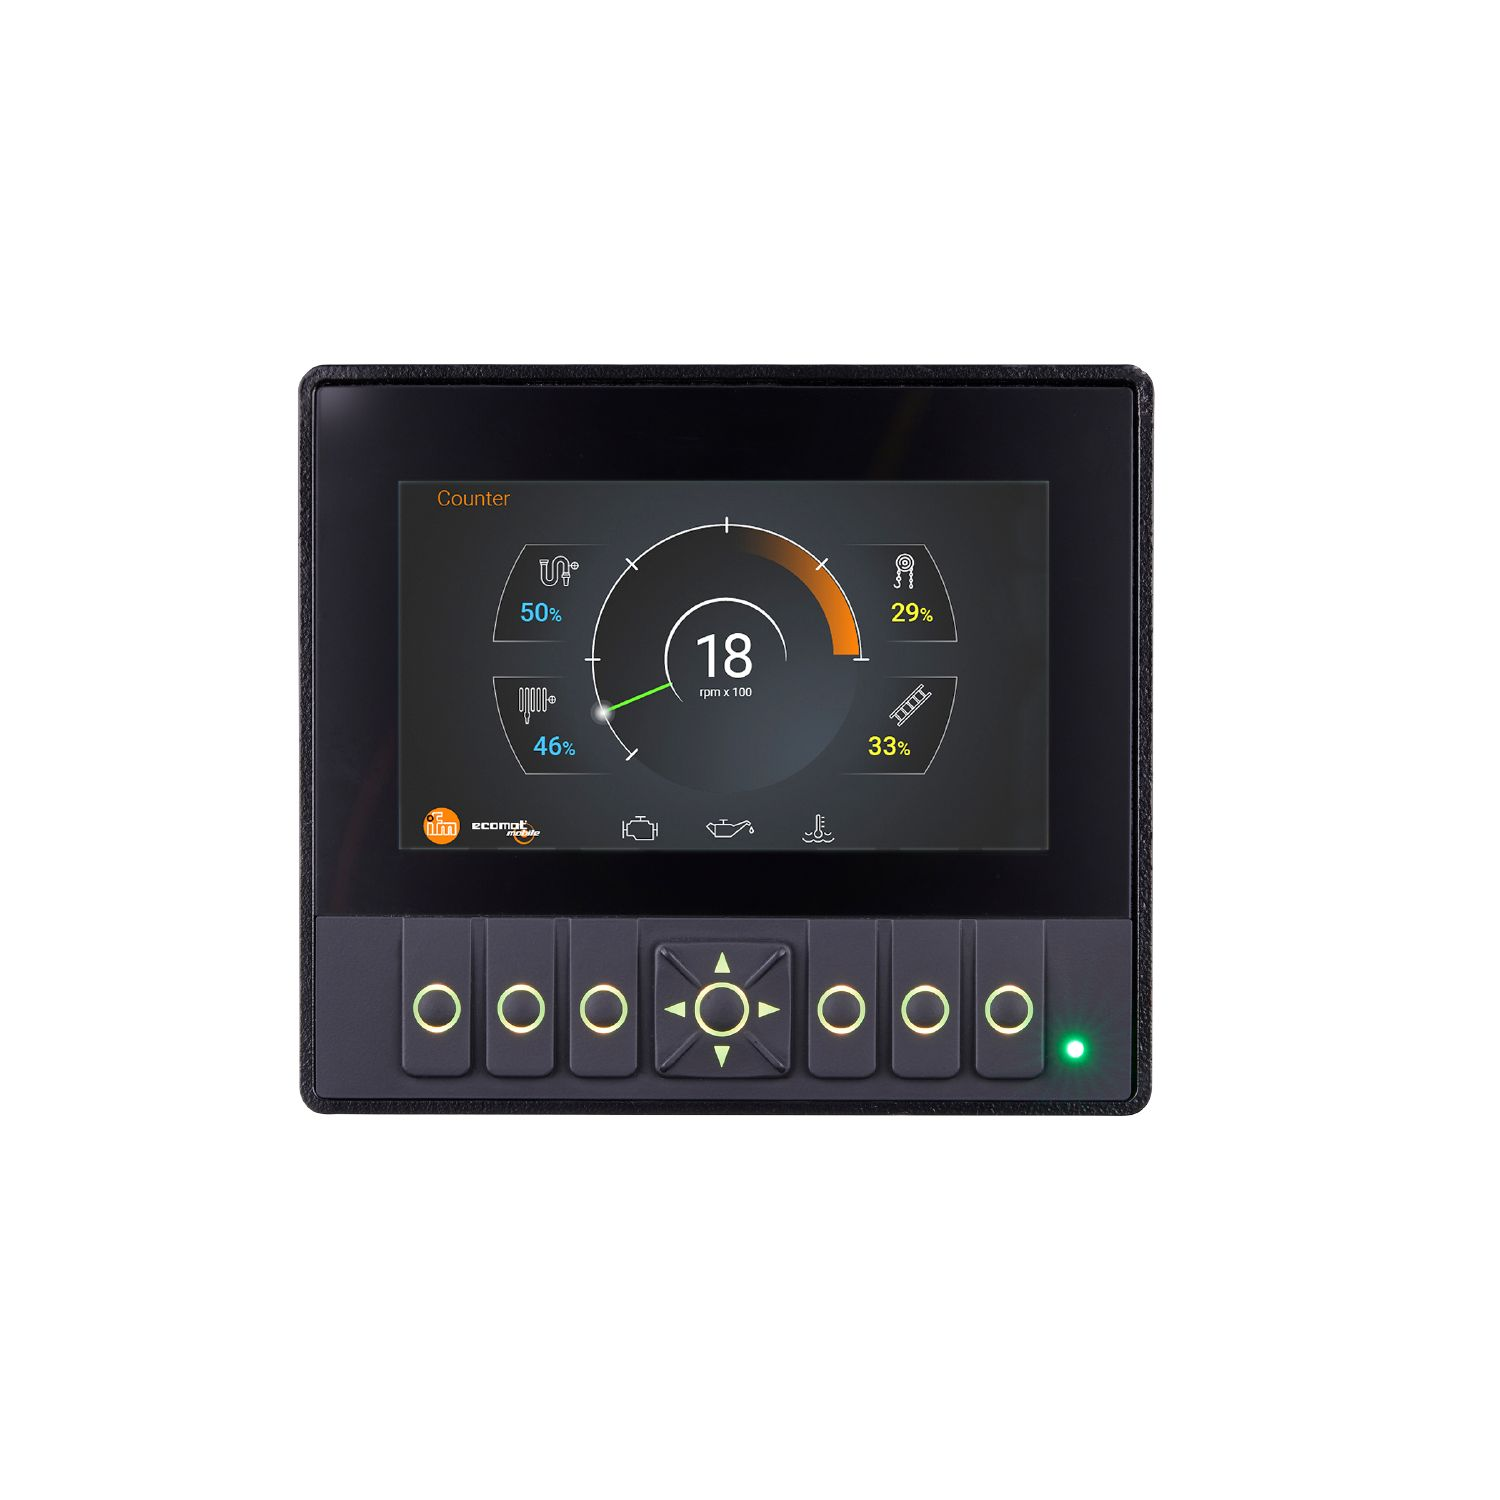 Counter
50%
29%
18
rpm x 100
46%
33%
ifm
ecomat
mobile